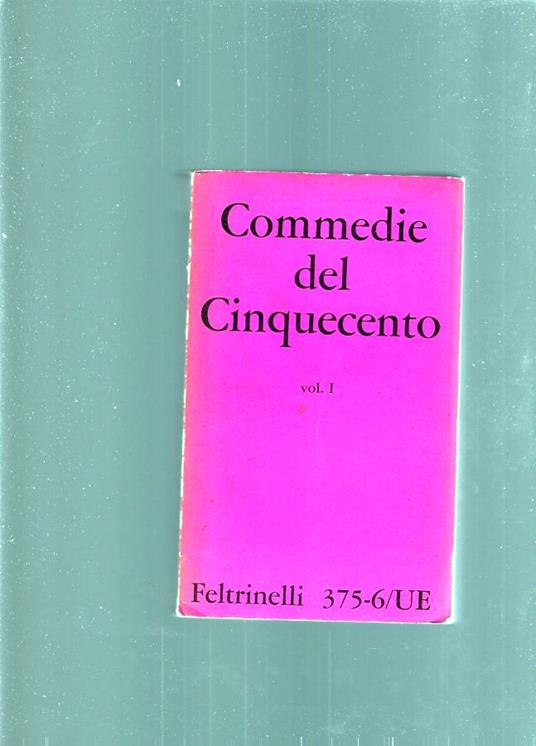 Commedie
del
Cinquecento
vol. I
Feltrinelli 375-6/UE